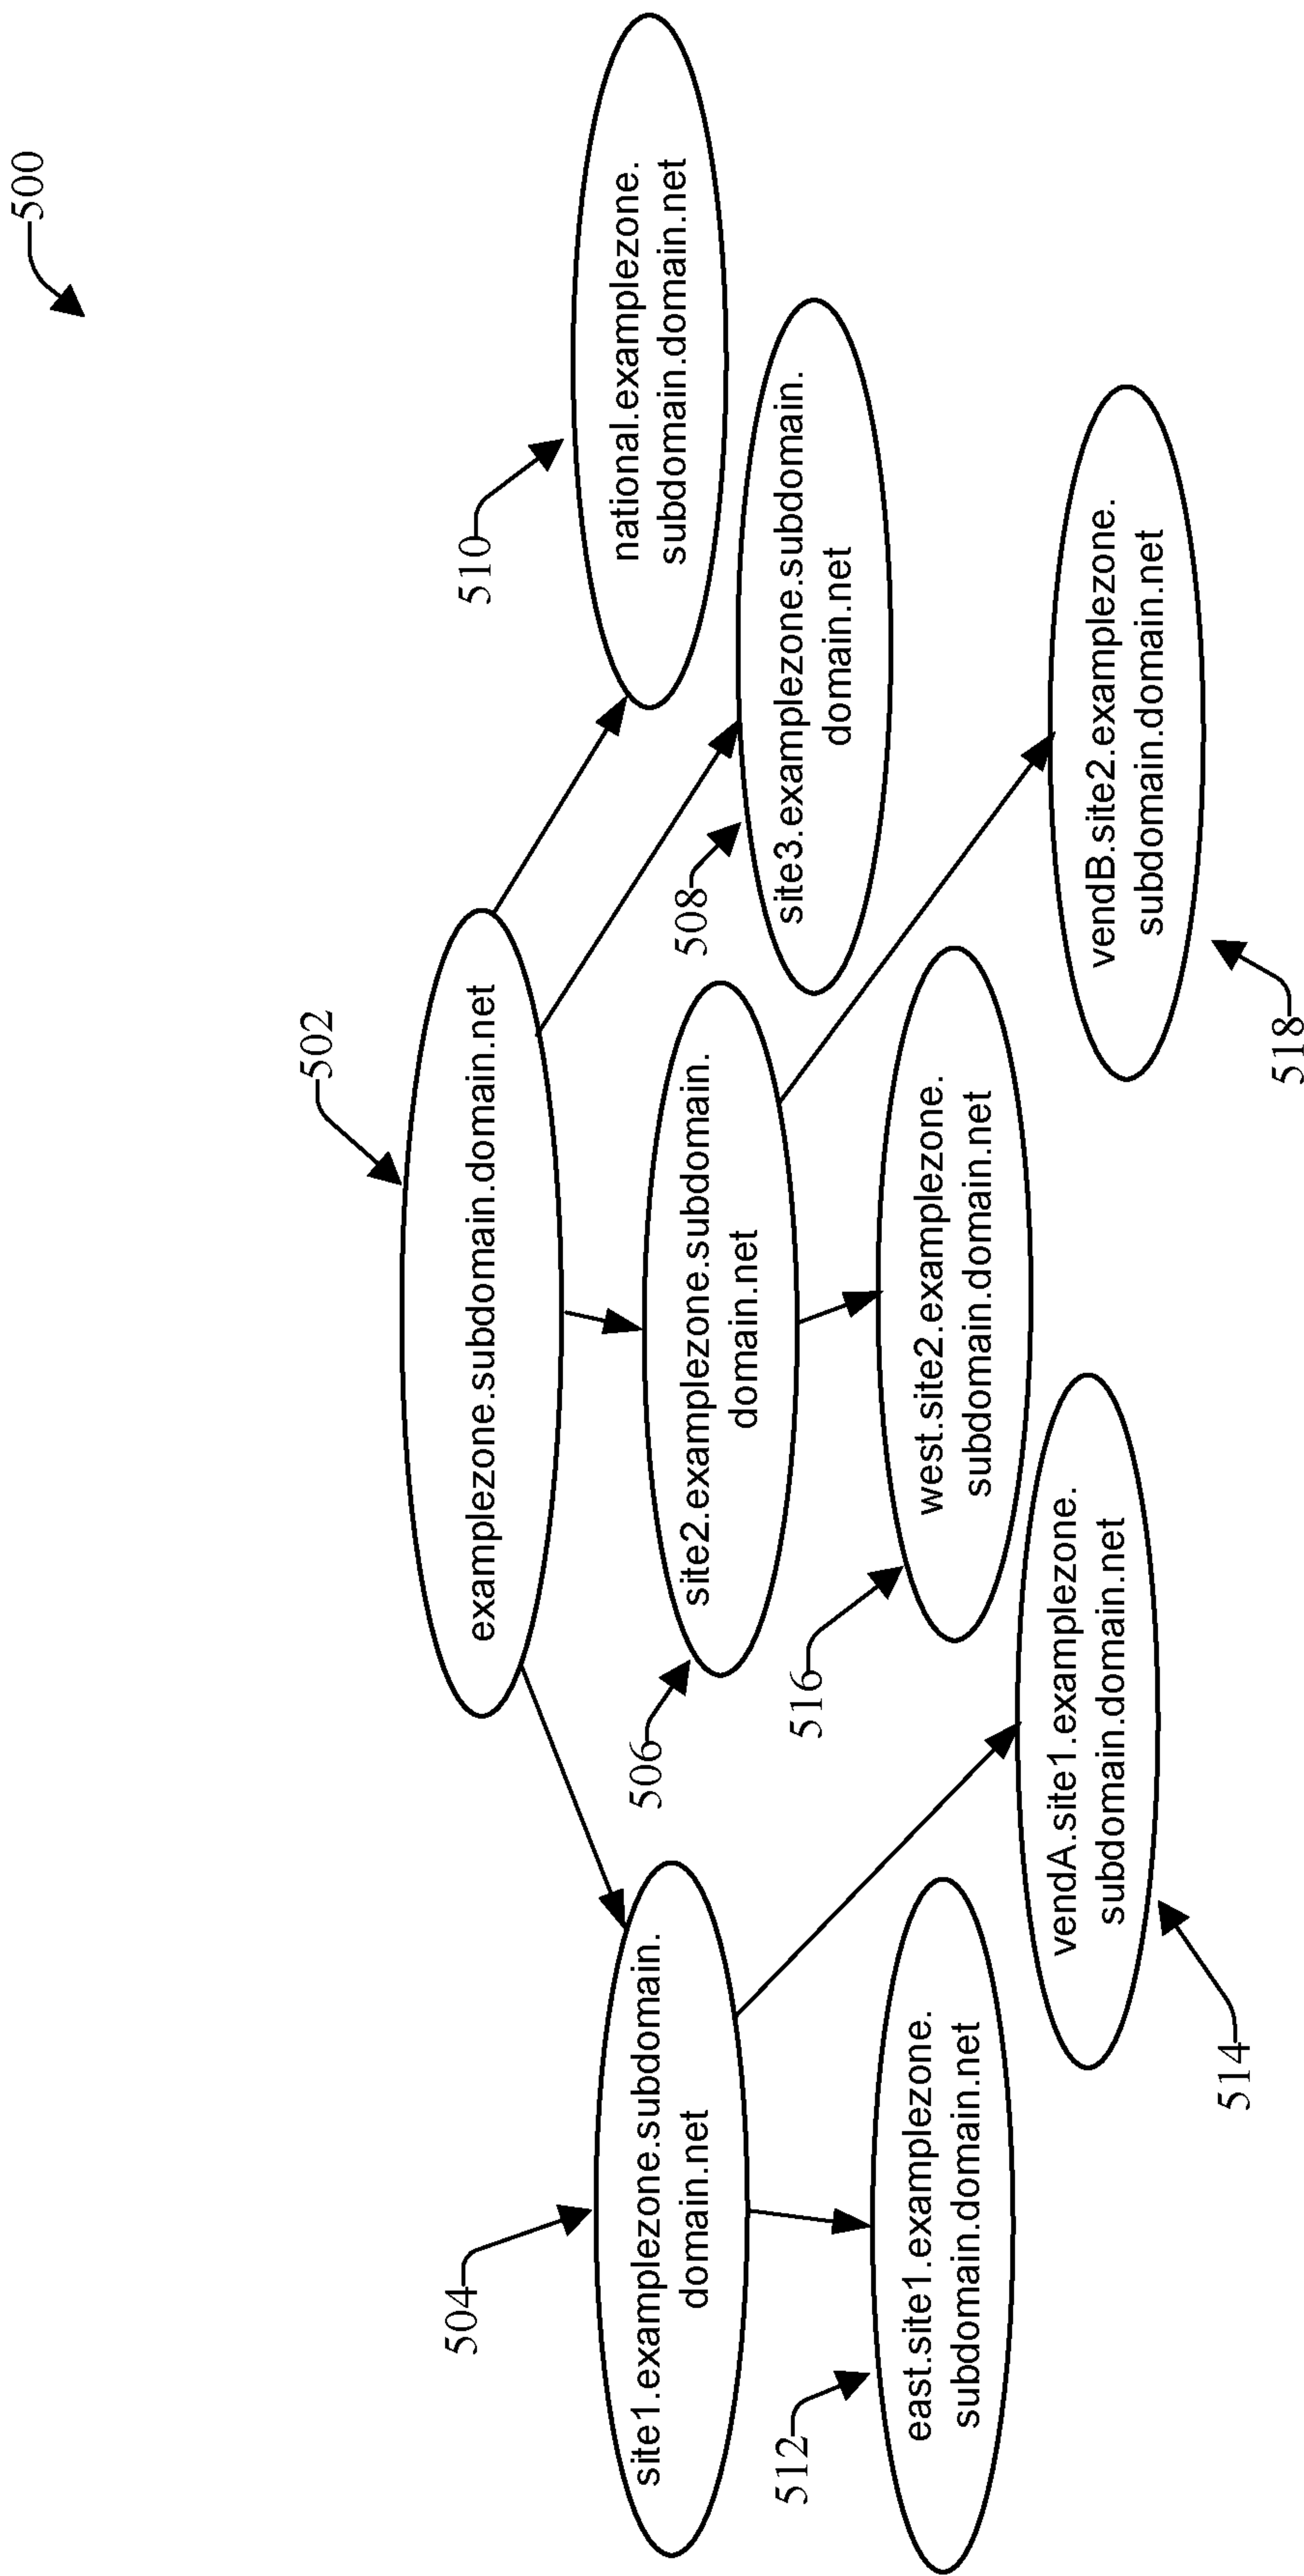 500
502
examplezone.subdomain.domain.net
504
site1.examplezone.subdomain.
domain.net
506
site2.examplezone.subdomain.
domain.net
508
site3.examplezone.subdomain.
domain.net
510
national.examplezone.
subdomain.domain.net
512
east.site1.examplezone.
subdomain.domain.net
514
vendA.site1.examplezone.
subdomain.domain.net
516
west.site2.examplezone.
subdomain.domain.net
518
vendB.site2.examplezone.
subdomain.domain.net